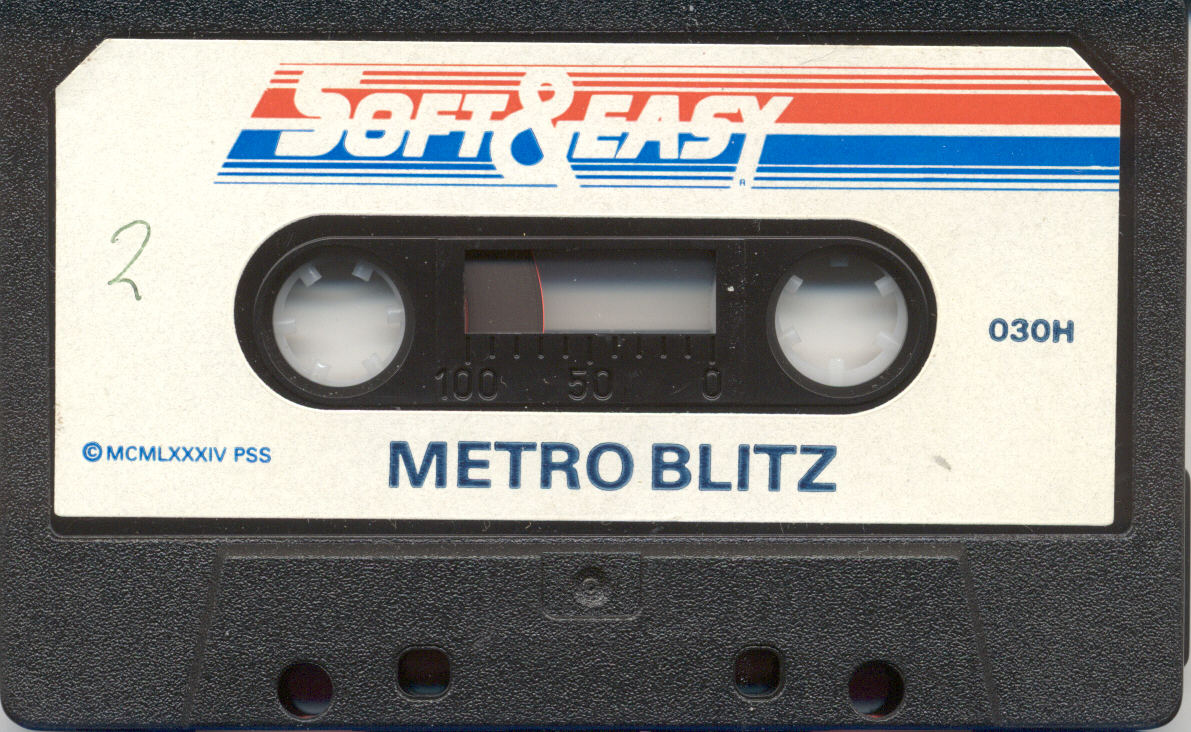 SOFT & EASY
R
2
030H
100 50 0
© MCMLXXXIV PSS
METRO BLITZ